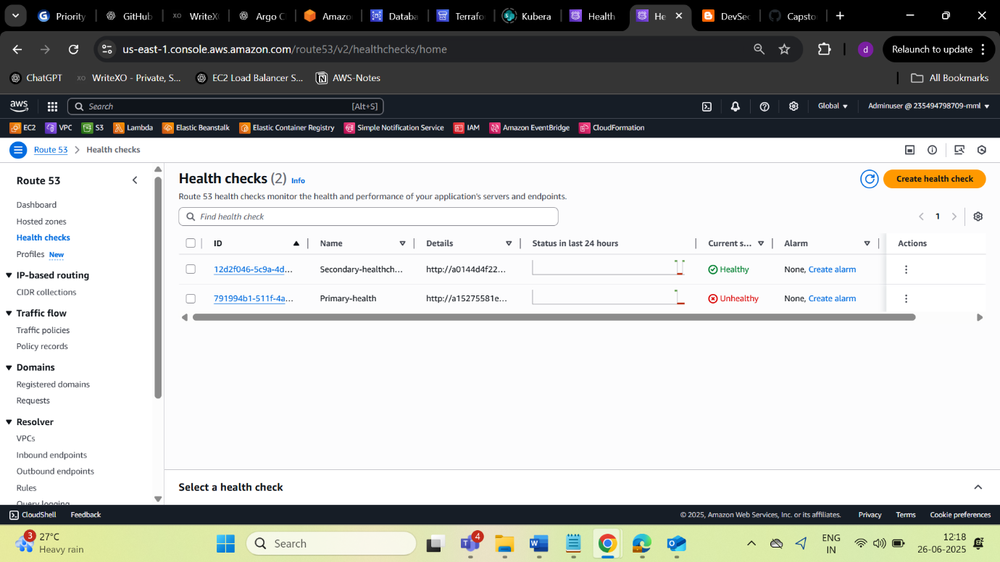 Priority
GitHub
WriteX
Argo C
Amazo
Databa
Terrafo
Kubera
Health
He
DevSec
Capsto
us-east-1.console.aws.amazon.com/route53/v2/healthchecks/home
d
Relaunch to update
ChatGPT
XO WriteXO - Private, S...
EC2 Load Balancer S...
AWS-Notes
All Bookmarks
aws
Search
[Alt+S]
Global
Adminuser @ 235494798709-mml
EC2
VPC
S3
Lambda
Elastic Beanstalk
Elastic Container Registry
Simple Notification Service
IAM
Amazon EventBridge
CloudFormation
Route 53 > Health checks
Route 53
Dashboard
Hosted zones
Health checks
Profiles New
IP-based routing
CIDR collections
Traffic flow
Traffic policies
Policy records
Domains
Registered domains
Requests
Resolver
VPCs
Inbound endpoints
Outbound endpoints
Rules
Query logging
Health checks (2) Info
Create health check
Route 53 health checks monitor the health and performance of your application's servers and endpoints.
Find health check
1
ID Name Details Status in last 24 hours Current s... Alarm Actions
12d2f046-5c9a-4d... Secondary-healthch... http://a0144d4f22... Healthy None, Create alarm
791994b1-511f-4a... Primary-health http://a15275581e... Unhealthy None, Create alarm
Select a health check
CloudShell
Feedback
© 2025, Amazon Web Services, Inc. or its affiliates.
Privacy
Terms
Cookie preferences
3
27°C
Heavy rain
Search
4
ENG
IN
12:18
26-06-2025